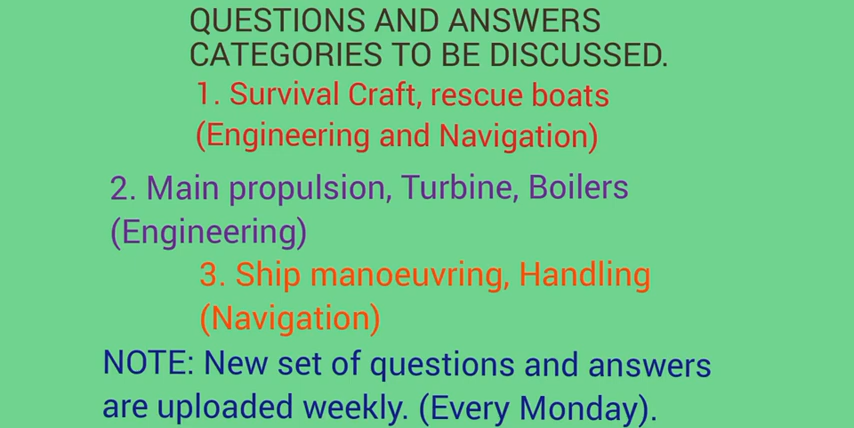 QUESTIONS AND ANSWERS
CATEGORIES TO BE DISCUSSED.
1. Survival Craft, rescue boats
(Engineering and Navigation)
2. Main propulsion, Turbine, Boilers
(Engineering)
3. Ship manoeuvring, Handling
(Navigation)
NOTE: New set of questions and answers
are uploaded weekly. (Every Monday).